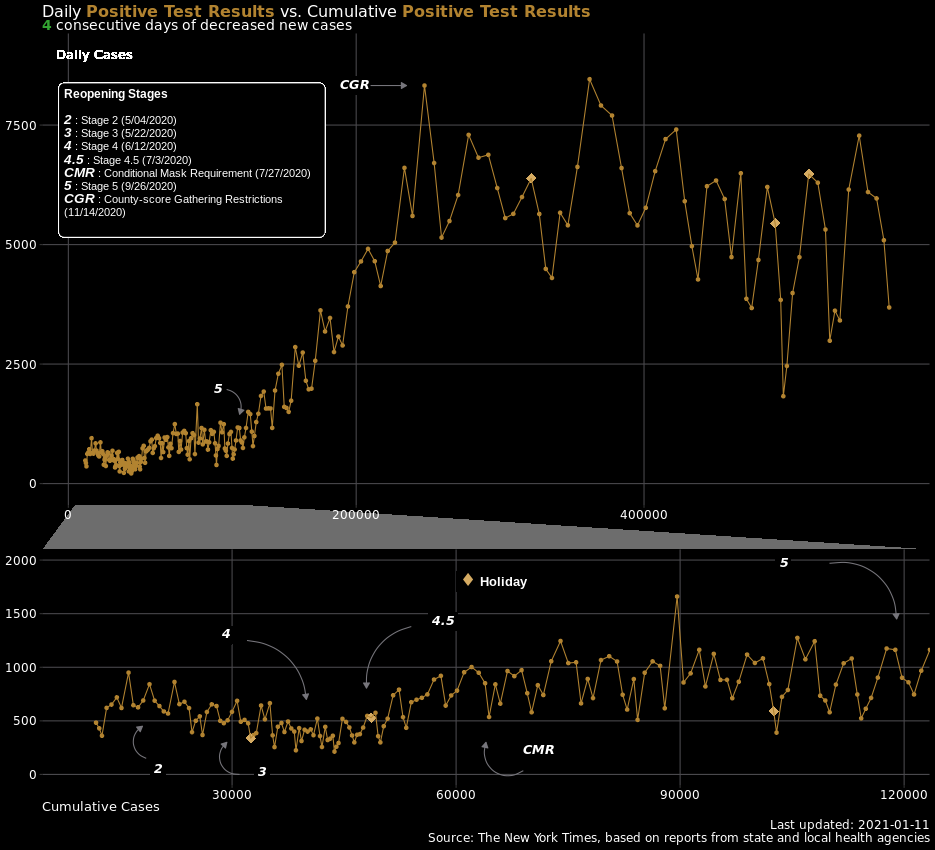 Daily Positive Test Results vs. Cumulative Positive Test Results
4 consecutive days of decreased new cases
Daily Cases
CGR
Reopening Stages
2 : Stage 2 (5/04/2020)
3 : Stage 3 (5/22/2020)
4 : Stage 4 (6/12/2020)
4.5 : Stage 4.5 (7/3/2020)
CMR : Conditional Mask Requirement (7/27/2020)
5 : Stage 5 (9/26/2020)
CGR : County-score Gathering Restrictions
(11/14/2020)
7500
5000
2500
5
0
0 200000 400000
2000
5
Holiday
1500
4.5
4
1000
500
CMR
2
3
0
30000 60000 90000 120000
Cumulative Cases
Last updated: 2021-01-11
Source: The New York Times, based on reports from state and local health agencies